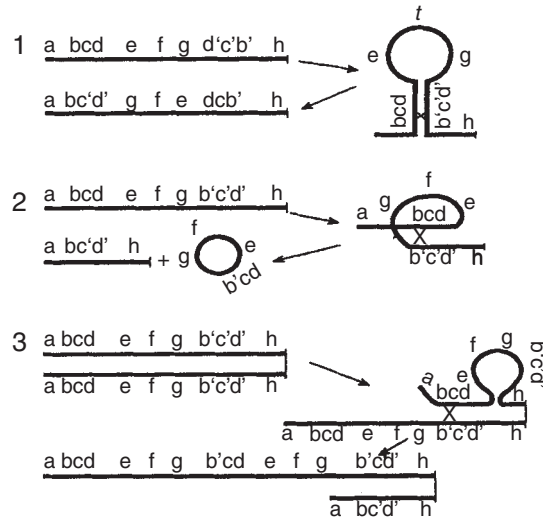 1 a bcd e f g d'c'b' h
a bc'd' g f e dcb' h
t
e g
bcd b'c'd' h
2 a bcd e f g b'c'd' h
a bc'd' h + f g e b'cd
f
a g bcd e
b'c'd' h
3 a bcd e f g b'c'd' h
a bcd e f g b'c'd' h
f g b'c'd'
a bcd e h
a bcd e f g b'c'd' h
a bcd e f g b'cd e f g b'cd' h
a bc'd' h